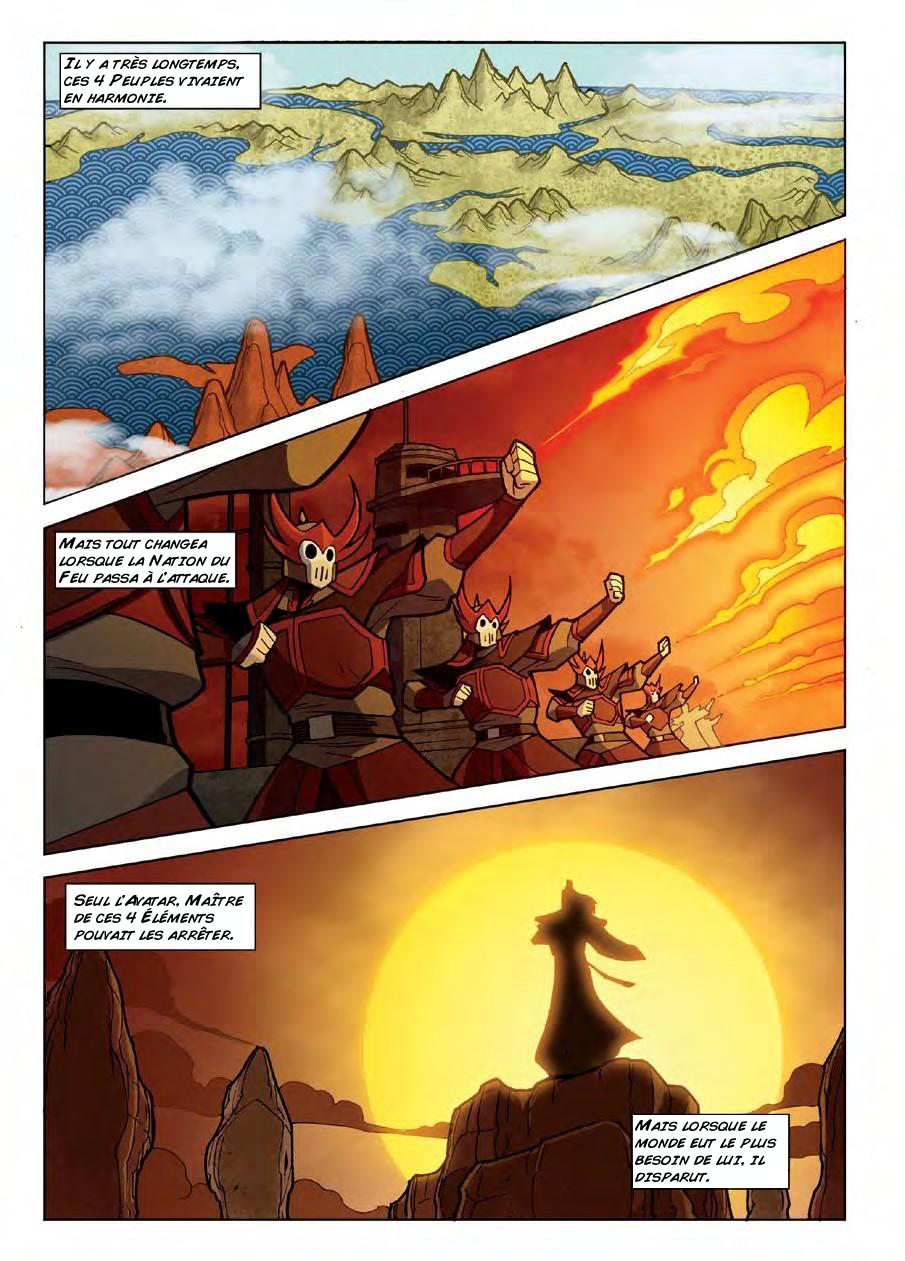 Il y a très longtemps,
ces 4 Peuples vivaient
en harmonie.
Mais tout changea
lorsque la Nation du
Feu passa à l'attaque.
Seul l'Avatar, Maître
de ces 4 Éléments
pouvait les arrêter.
Mais lorsque le
monde eut le plus
besoin de lui, il
disparut.